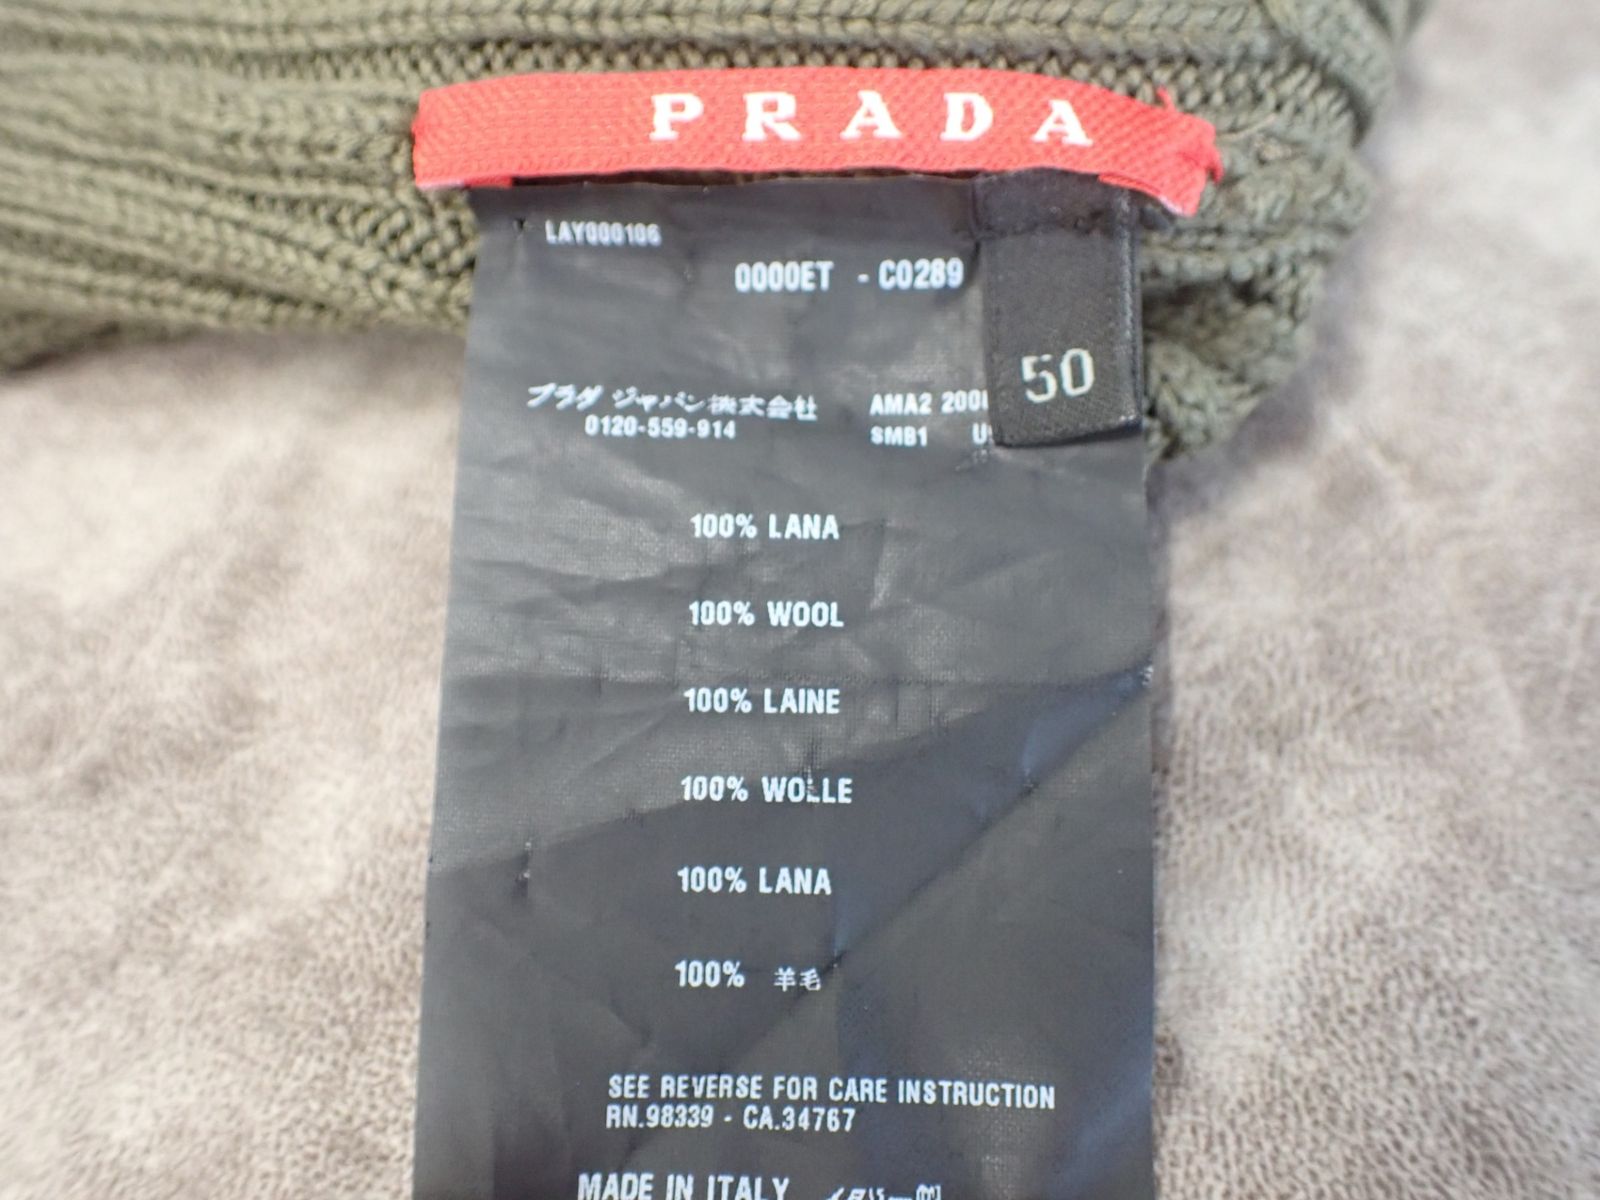 PRADA
LAY000106
0000ET - C0289
50
プラダ ジャパン株式会社
0120-559-914
AMA2
SMB1
100% LANA
100% WOOL
100% LAINE
100% WOLLE
100% LANA
100% 羊毛
SEE REVERSE FOR CARE INSTRUCTION
RN.98339 - CA.34767
MADE IN ITALY